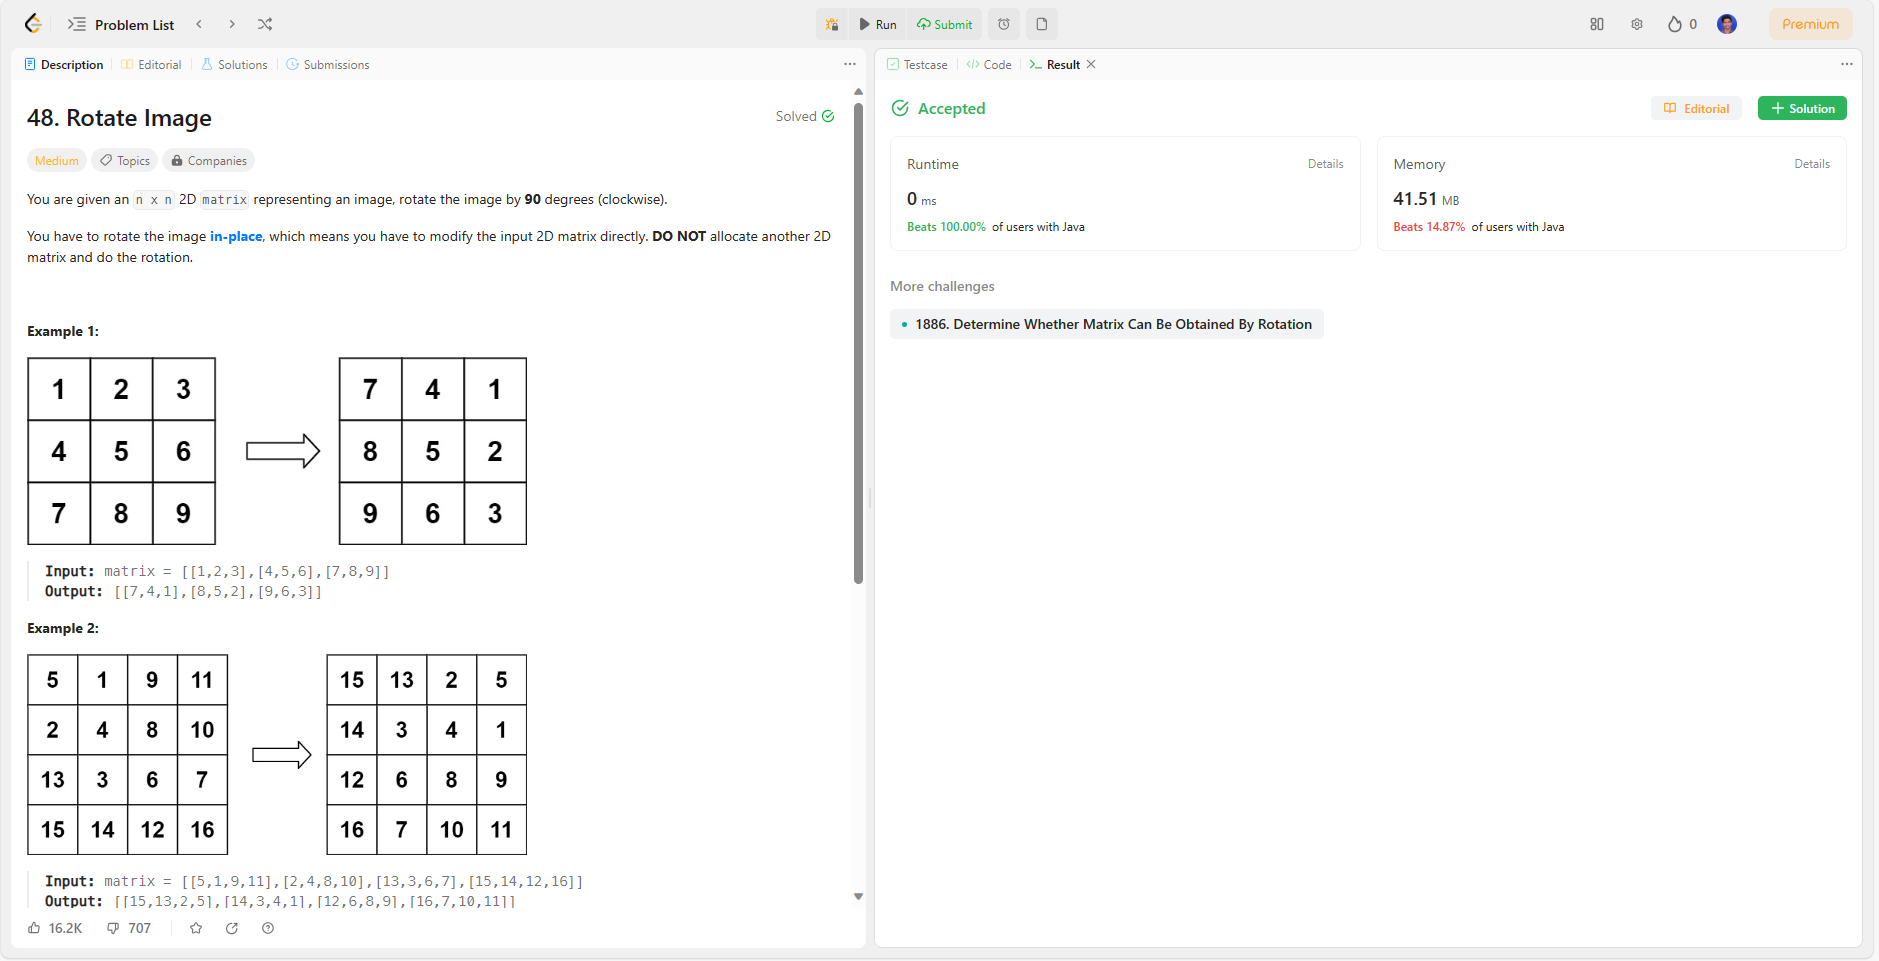 Problem List
Run
Submit
0
Premium
Description
Editorial
Solutions
Submissions
48. Rotate Image
Solved
Medium
Topics
Companies
You are given an n x n 2D matrix representing an image, rotate the image by 90 degrees (clockwise).
You have to rotate the image in-place, which means you have to modify the input 2D matrix directly. DO NOT allocate another 2D
matrix and do the rotation.
Example 1:
1 2 3
4 5 6
7 8 9
7 4 1
8 5 2
9 6 3
Input: matrix = [[1,2,3],[4,5,6],[7,8,9]]
Output: [[7,4,1],[8,5,2],[9,6,3]]
Example 2:
5 1 9 11
2 4 8 10
13 3 6 7
15 14 12 16
15 13 2 5
14 3 4 1
12 6 8 9
16 7 10 11
Input: matrix = [[5,1,9,11],[2,4,8,10],[13,3,6,7],[15,14,12,16]]
Output: [[15,13,2,5],[14,3,4,1],[12,6,8,9],[16,7,10,11]]
16.2K
707
Testcase
Code
Result
Accepted
Editorial
Solution
Runtime
Details
0 ms
Beats 100.00% of users with Java
Memory
Details
41.51 MB
Beats 14.87% of users with Java
More challenges
1886. Determine Whether Matrix Can Be Obtained By Rotation